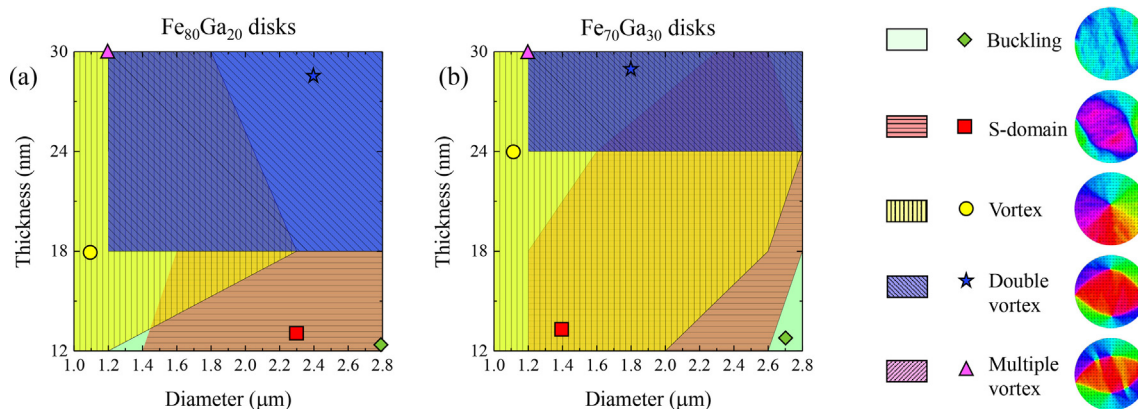 Fe₈₀Ga₂₀ disks
(a)
Thickness (nm)
30
24
18
12
1.0 1.2 1.4 1.6 1.8 2.0 2.2 2.4 2.6 2.8
Diameter (μm)
Fe₇₀Ga₃₀ disks
(b)
Thickness (nm)
30
24
18
12
1.0 1.2 1.4 1.6 1.8 2.0 2.2 2.4 2.6 2.8
Diameter (μm)
Buckling
S-domain
Vortex
Double
vortex
Multiple
vortex